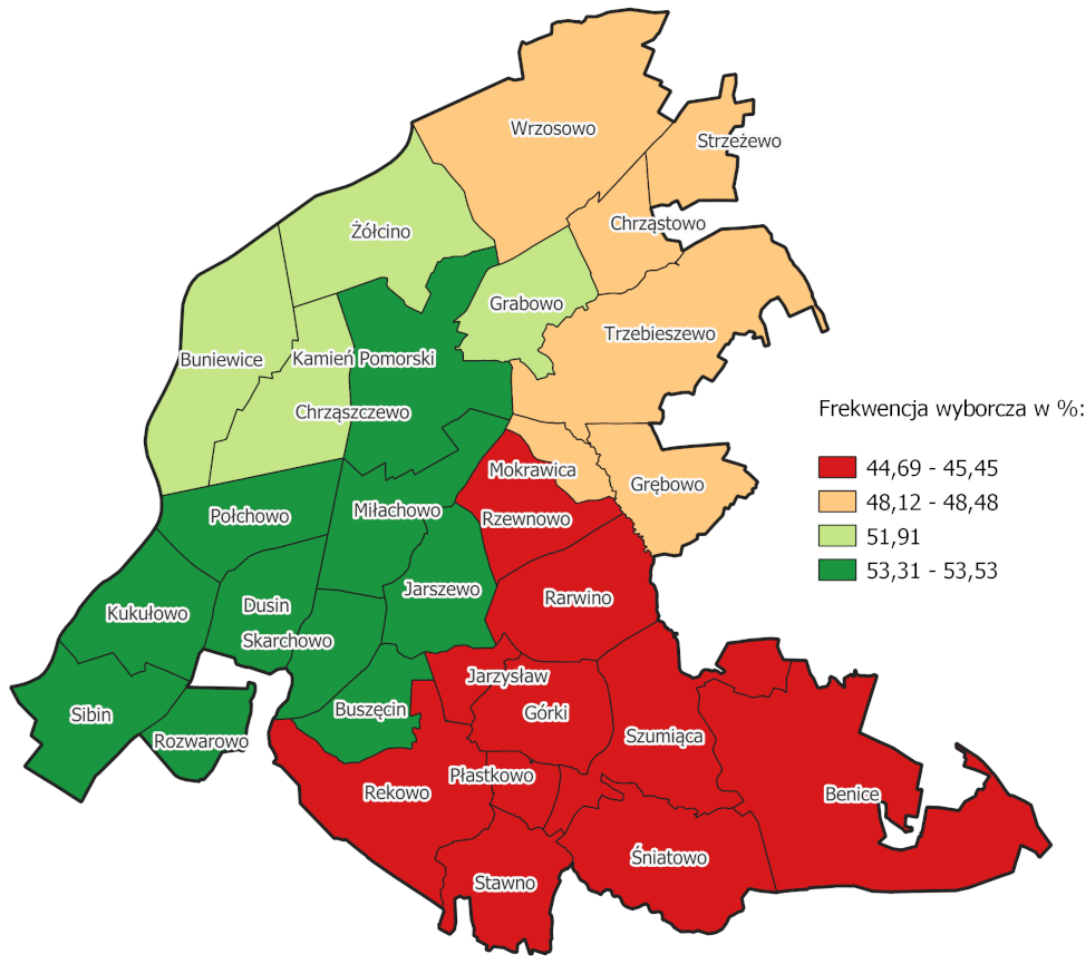 Wrzosowo
Strzeżewo
Chrząstowo
Żółcino
Grabowo
Trzebieszewo
Buniewice
Kamień Pomorski
Chrząszczewo
Frekwencja wyborcza w %:
44,69 - 45,45
48,12 - 48,48
51,91
53,31 - 53,53
Mokrawica
Grębowo
Połchowo
Miłachowo
Rzewnowo
Jarszewo
Rarwino
Dusin
Kukułowo
Skarchowo
Jarzysław
Buszęcin
Górki
Sibin
Rozwarowo
Szumiąca
Płastkowo
Rekowo
Benice
Śniatowo
Stawno